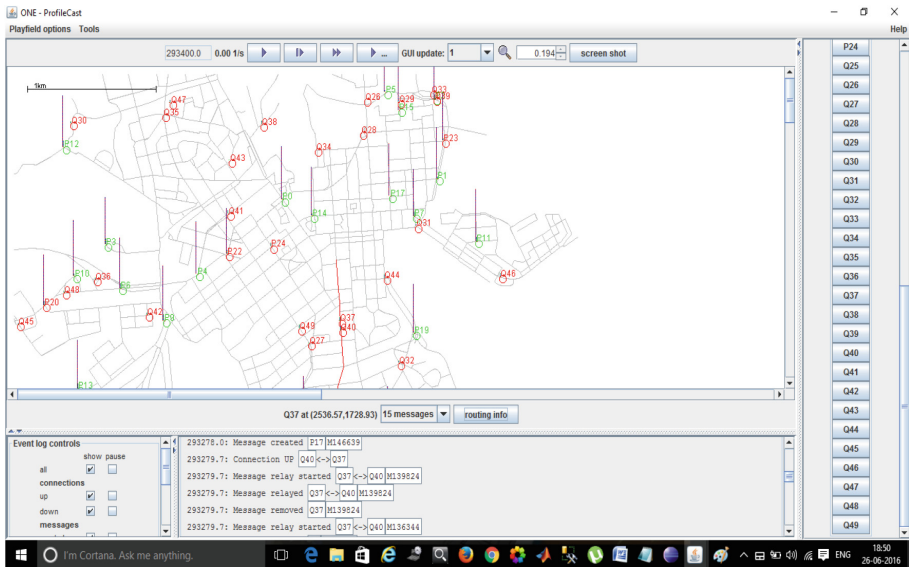 ONE - ProfileCast
Playfield options Tools Help
293400.0 0.00 1/s ... GUI update: 1 0.194 screen shot
1km
P5
Q26
Q29
Q33
Q47
Q35
Q30
Q38
Q28
P23
P12
Q34
Q43
P1
P0
P17
Q41
P14
P7
Q31
P3
P22
P24
P11
P10
Q36
P6
P4
Q44
Q46
Q48
P20
Q45
Q42
P8
Q49
Q37
Q40
P19
Q27
Q32
P13
P24
Q25
Q26
Q27
Q28
Q29
Q30
Q31
Q32
Q33
Q34
Q35
Q36
Q37
Q38
Q39
Q40
Q41
Q42
Q43
Q44
Q45
Q46
Q47
Q48
Q49
Q37 at (2536.57,1728.93) 15 messages routing info
Event log controls
show pause
all
connections
up
down
messages
293278.0: Message created P17 M146639
293279.7: Connection UP Q40 <-> Q37
293279.7: Message relay started Q37 <-> Q40 M139824
293279.7: Message relayed Q37 <-> Q40 M139824
293279.7: Message removed Q37 M139824
293279.7: Message relay started Q37 <-> Q40 M136344
I'm Cortana. Ask me anything.
ENG
18:50
26-06-2016